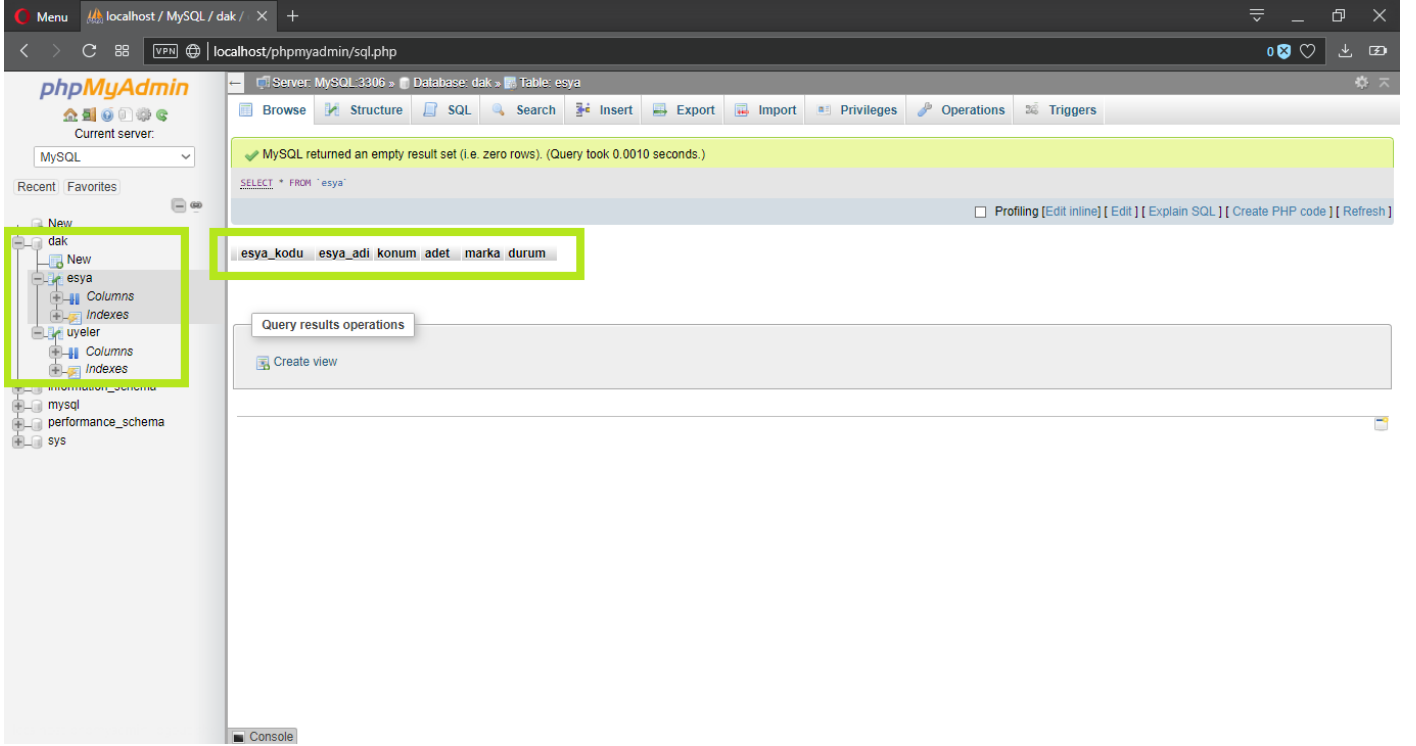 Menu localhost / MySQL / dak /
VPN localhost/phpmyadmin/sql.php 0
phpMyAdmin
Current server:
MySQL
Recent Favorites
New
dak
New
esya
Columns
Indexes
uyeler
Columns
Indexes
information_schema
mysql
performance_schema
sys
Server: MySQL:3306 » Database: dak » Table: esya
Browse Structure SQL Search Insert Export Import Privileges Operations Triggers
MySQL returned an empty result set (i.e. zero rows). (Query took 0.0010 seconds.)
SELECT * FROM `esya`
Profiling [Edit inline] [ Edit ] [ Explain SQL ] [ Create PHP code ] [ Refresh ]
esya_kodu esya_adi konum adet marka durum
Query results operations
Create view
Console